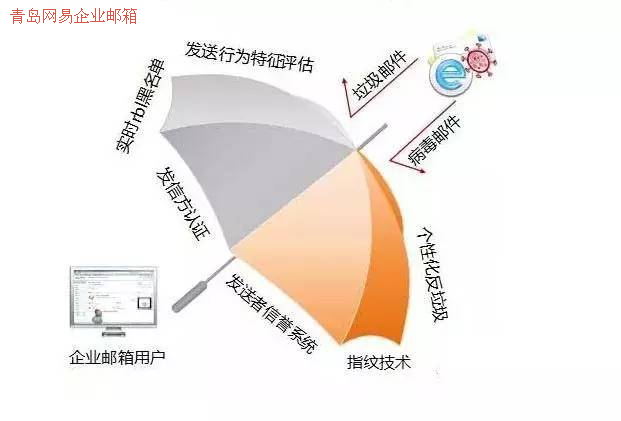 青岛网易企业邮箱
发送行为特征评估
实时rbl黑名单
垃圾邮件
病毒邮件
发信方认证
个性化反垃圾
发送者信誉系统
企业邮箱用户
指纹技术